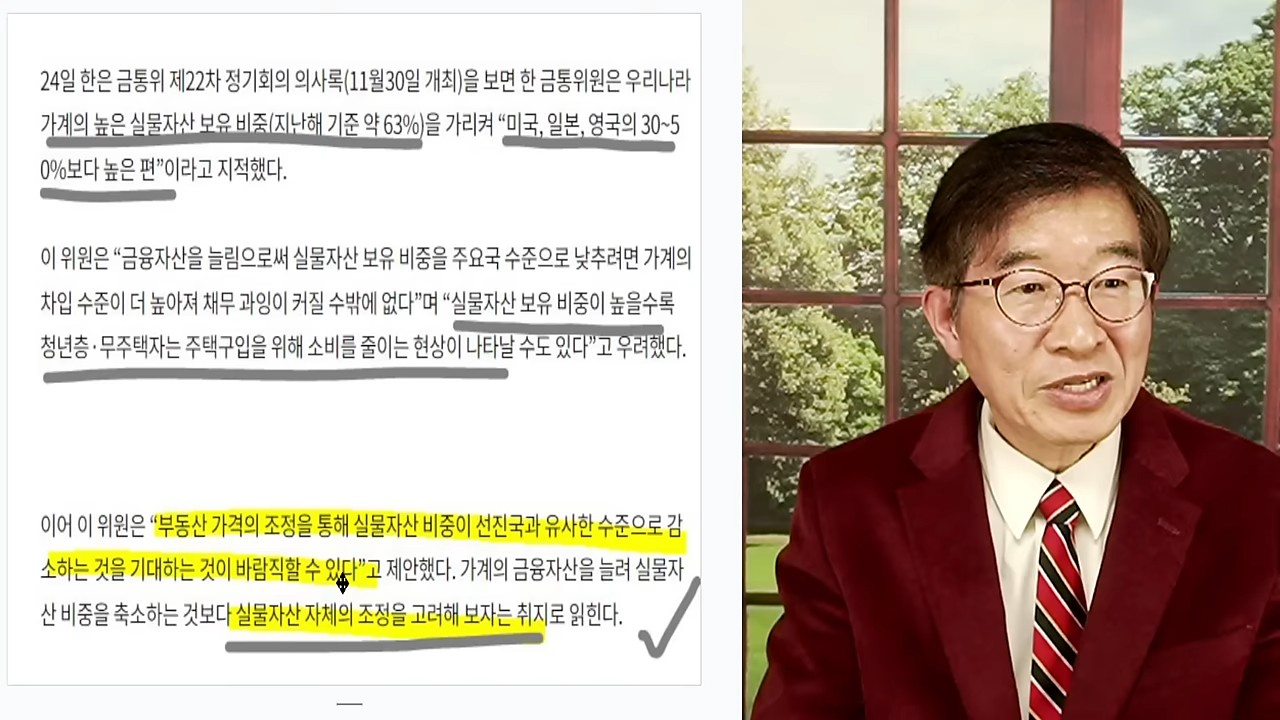 24일 한은 금통위 제22차 정기회의 의사록(11월30일 개최)을 보면 한 금통위원은 우리나라
가계의 높은 실물자산 보유 비중(지난해 기준 약 63%)을 가리켜 “미국, 일본, 영국의 30~5
0%보다 높은 편”이라고 지적했다.
이 위원은 “금융자산을 늘림으로써 실물자산 보유 비중을 주요국 수준으로 낮추려면 가계의
차입 수준이 더 높아져 채무 과잉이 커질 수밖에 없다”며 “실물자산 보유 비중이 높을수록
청년층·무주택자는 주택구입을 위해 소비를 줄이는 현상이 나타날 수도 있다”고 우려했다.
이어 이 위원은 “부동산 가격의 조정을 통해 실물자산 비중이 선진국과 유사한 수준으로 감
소하는 것을 기대하는 것이 바람직할 수 있다”고 제안했다. 가계의 금융자산을 늘려 실물자
산 비중을 축소하는 것보다 실물자산 자체의 조정을 고려해 보자는 취지로 읽힌다.